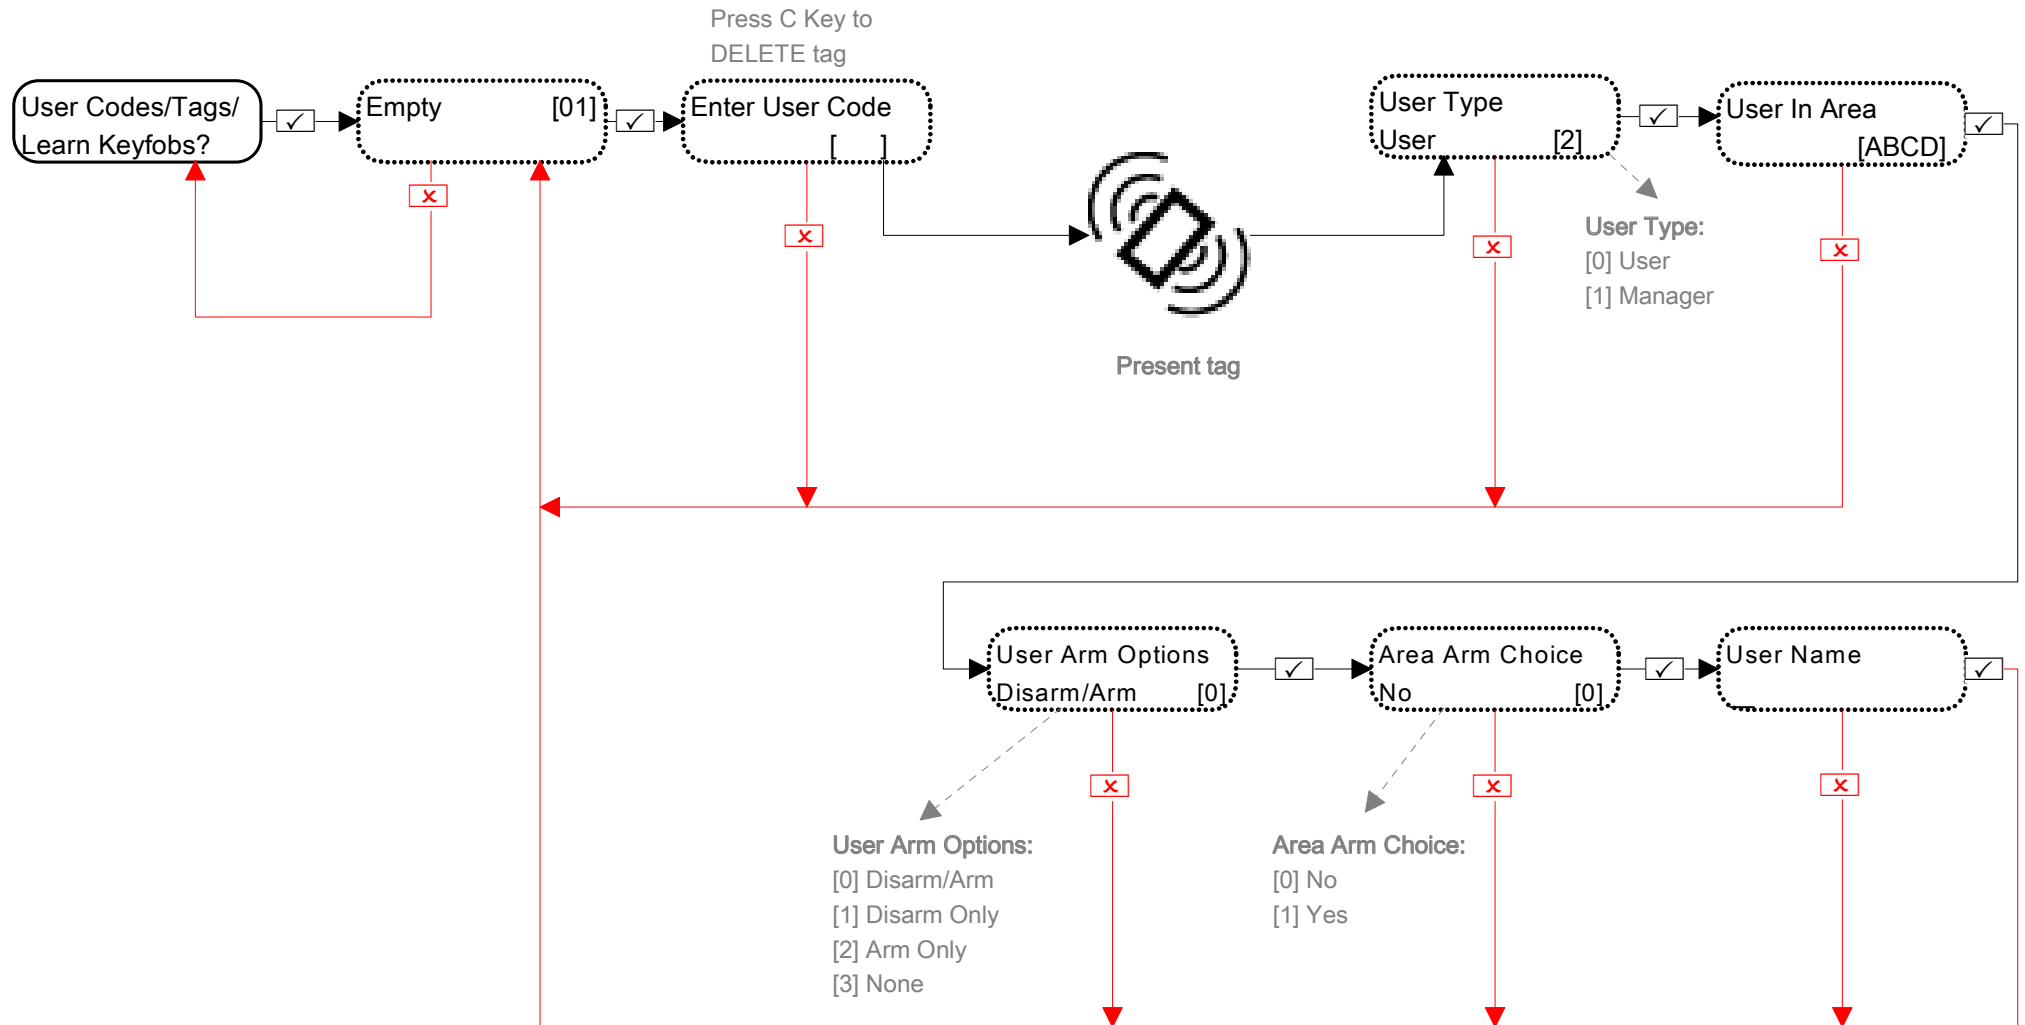 Press C Key to
DELETE tag
User Codes/Tags/
Learn Keyfobs?
Empty [01]
Enter User Code
[ ]
User Type
User [2]
User In Area
[ABCD]
User Type:
[0] User
[1] Manager
Present tag
User Arm Options
Disarm/Arm [0]
Area Arm Choice
No [0]
User Name
_
User Arm Options:
[0] Disarm/Arm
[1] Disarm Only
[2] Arm Only
[3] None
Area Arm Choice:
[0] No
[1] Yes